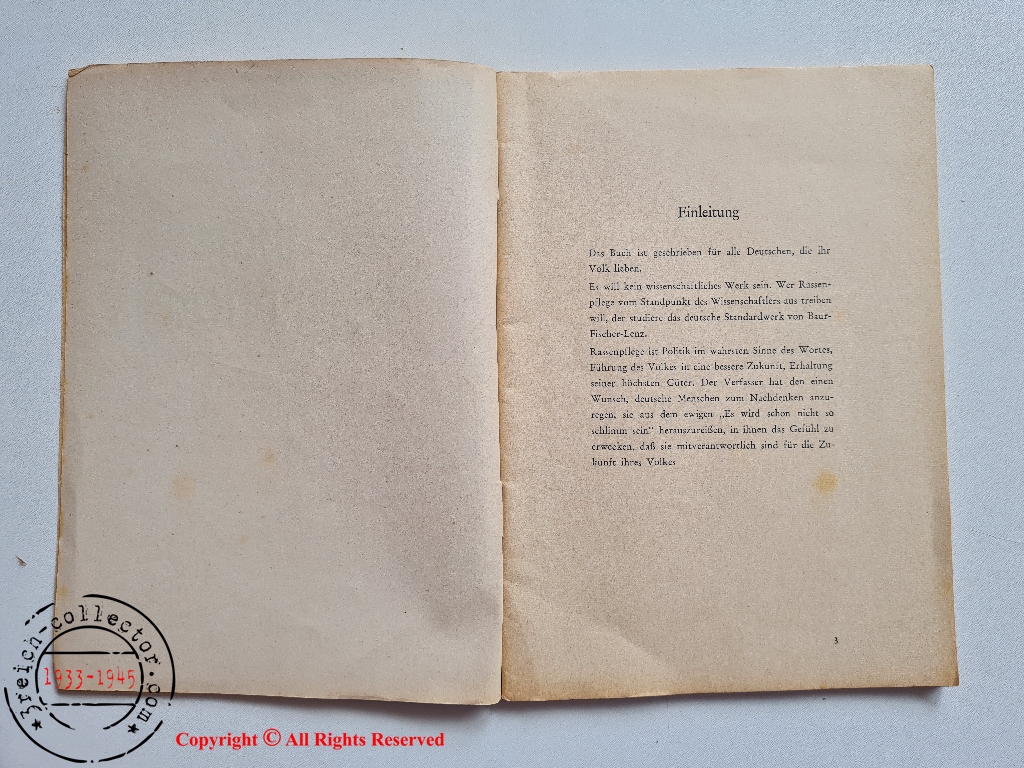 Einleitung
Das Buch ist geschrieben für alle Deutschen, die ihr
Volk lieben.
Es will kein wissenschaftliches Werk sein. Wer Rassen-
pflege vom Standpunkt des Wissenschaftlers aus treiben
will, der studiere das deutsche Standardwerk von Baur-
Fischer-Lenz.
Rassenpflege ist Politik im wahrsten Sinne des Wortes,
Führung des Volkes in eine bessere Zukunft, Erhaltung
seiner höchsten Güter. Der Verfasser hat den einen
Wunsch, deutsche Menschen zum Nachdenken anzu-
regen, sie aus dem ewigen „Es wird schon nicht so
schlimm sein“ herauszureißen, in ihnen das Gefühl zu
erwecken, daß sie mitverantwortlich sind für die Zu-
kunft ihres Volkes
3
3reich-collector.com
1933-1945
Copyright © All Rights Reserved